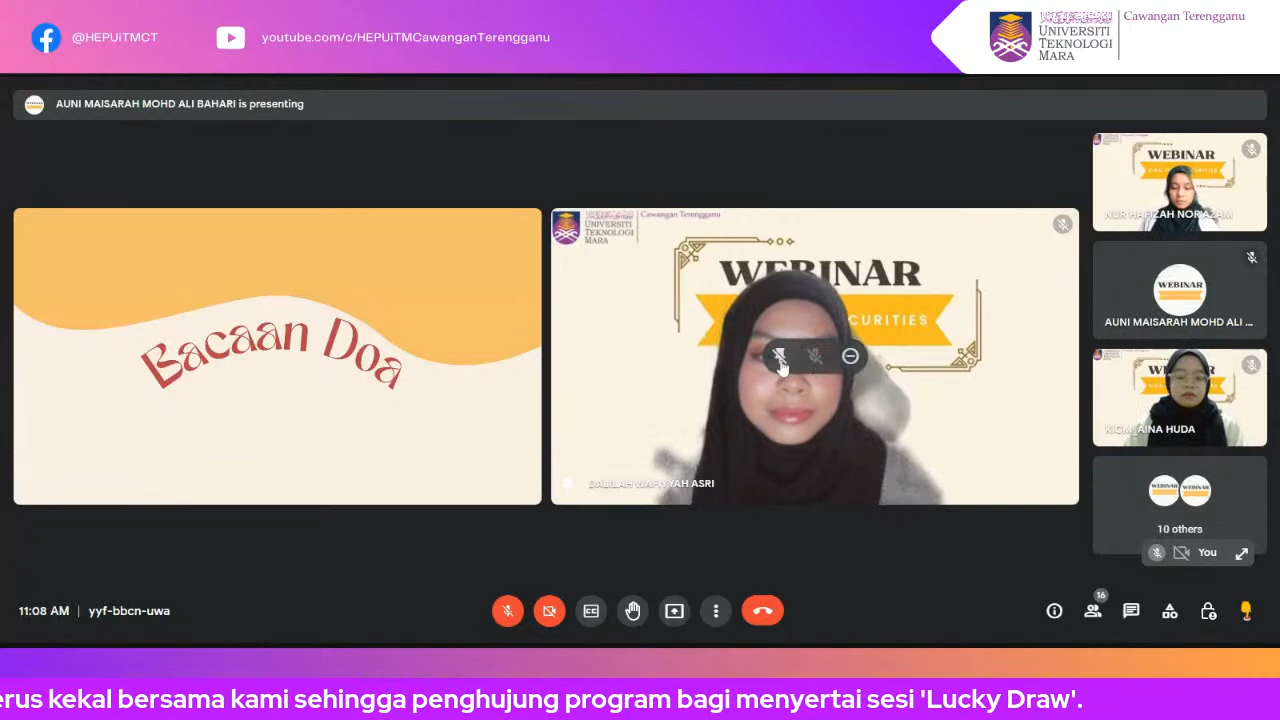 @HEPUiTMCT
youtube.com/c/HEPUiTMCawanganTerengganu
UNIVERSITI
TEKNOLOGI
MARA
Cawangan Terengganu
AUNI MAISARAH MOHD ALI BAHARI is presenting
Bacaan Doa
UNIVERSITI
TEKNOLOGI
MARA
Cawangan Terengganu
WEBINAR
CURITIES
DALILAH WAFIYYAH ASRI
WEBINAR
NUR HAFIZAH NOR AZAM
WEBINAR
AUNI MAISARAH MOHD ALI ...
AINA HUDA
WEBINAR
WEBINAR
10 others
You
11:08 AM | yyf-bbcn-uwa
16
erus kekal bersama kami sehingga penghujung program bagi menyertai sesi 'Lucky Draw'.